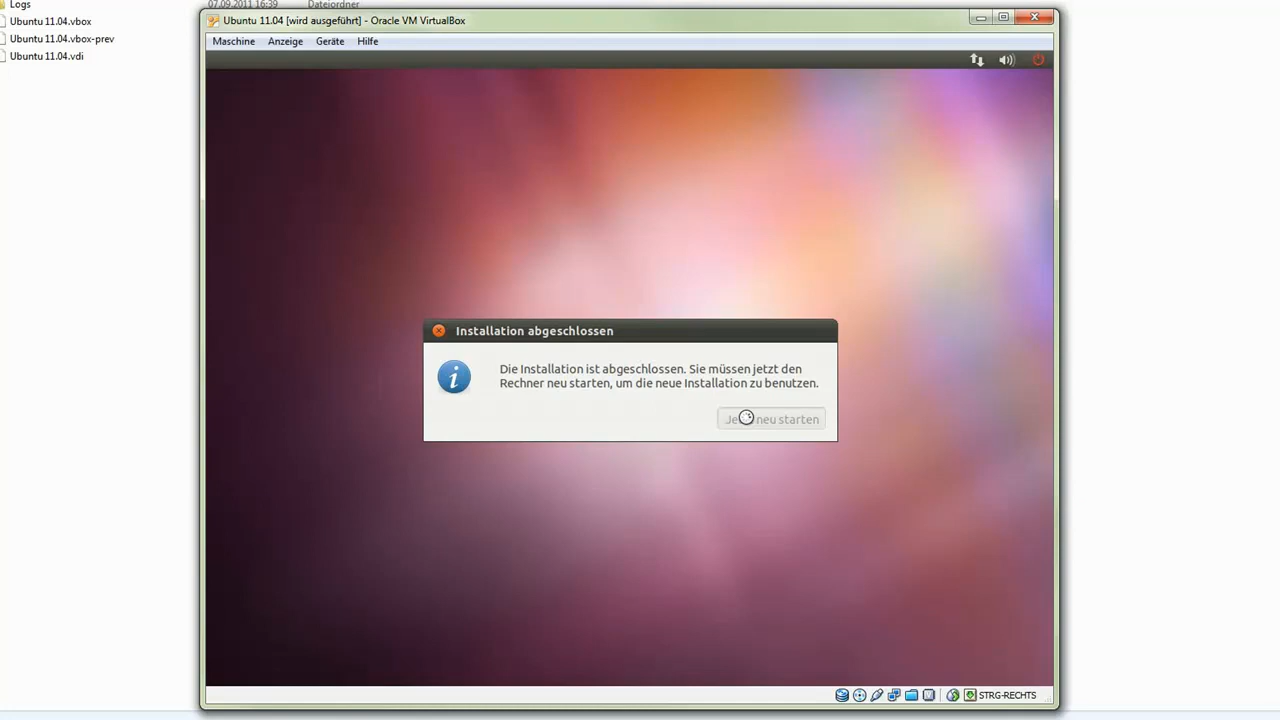 Logs
07.09.2011 16:39
Dateiordner
Ubuntu 11.04.vbox
Ubuntu 11.04.vbox-prev
Ubuntu 11.04.vdi
Ubuntu 11.04 [wird ausgeführt] - Oracle VM VirtualBox
Maschine Anzeige Geräte Hilfe
Installation abgeschlossen
Die Installation ist abgeschlossen. Sie müssen jetzt den
Rechner neu starten, um die neue Installation zu benutzen.
neu starten
STRG-RECHTS